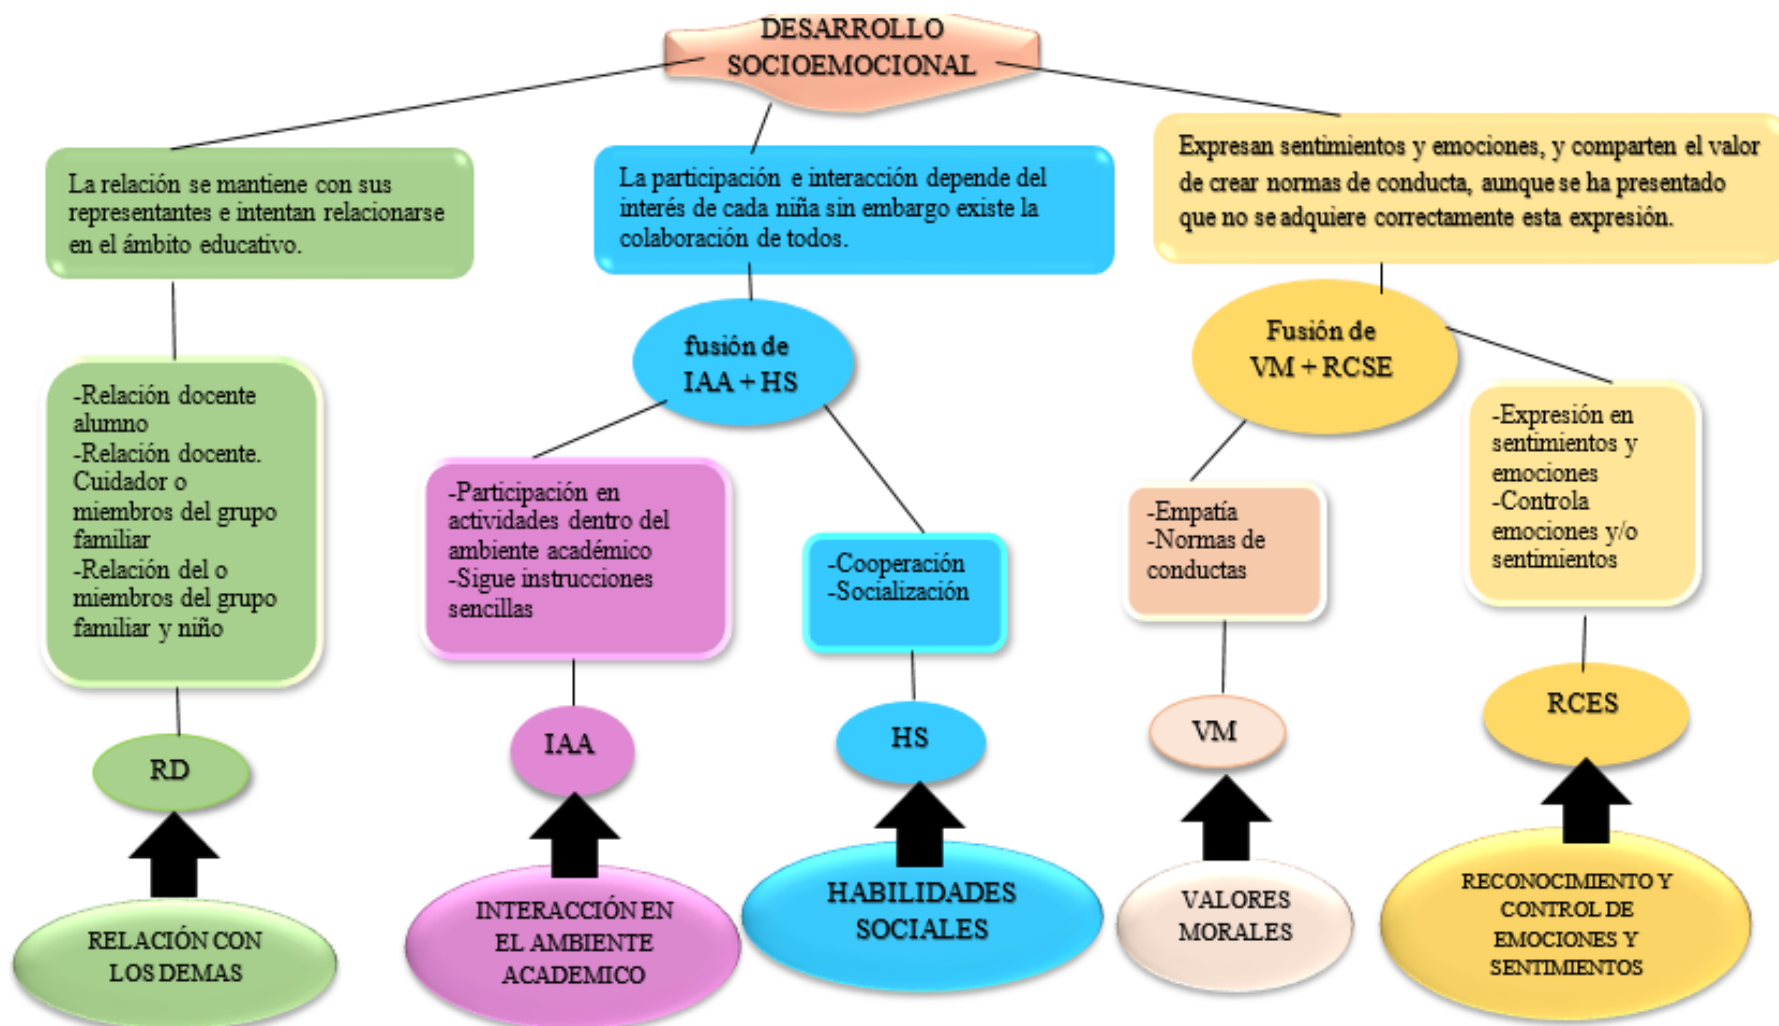 DESARROLLO
SOCIOEMOCIONAL
La relación se mantiene con sus
representantes e intentan relacionarse
en el ámbito educativo.
La participación e interacción depende del
interés de cada niña sin embargo existe la
colaboración de todos.
Expresan sentimientos y emociones, y comparten el valor
de crear normas de conducta, aunque se ha presentado
que no se adquiere correctamente esta expresión.
fusión de
IAA + HS
Fusión de
VM + RCSE
-Relación docente
alumno
-Relación docente.
Cuidador o
miembros del grupo
familiar
-Relación del o
miembros del grupo
familiar y niño
-Participación en
actividades dentro del
ambiente académico
-Sigue instrucciones
sencillas
-Cooperación
-Socialización
-Empatía
-Normas de
conductas
-Expresión en
sentimientos y
emociones
-Controla
emociones y/o
sentimientos
RD
IAA
HS
VM
RCES
RELACIÓN CON
LOS DEMAS
INTERACCIÓN EN
EL AMBIENTE
ACADEMICO
HABILIDADES
SOCIALES
VALORES
MORALES
RECONOCIMIENTO Y
CONTROL DE
EMOCIONES Y
SENTIMIENTOS